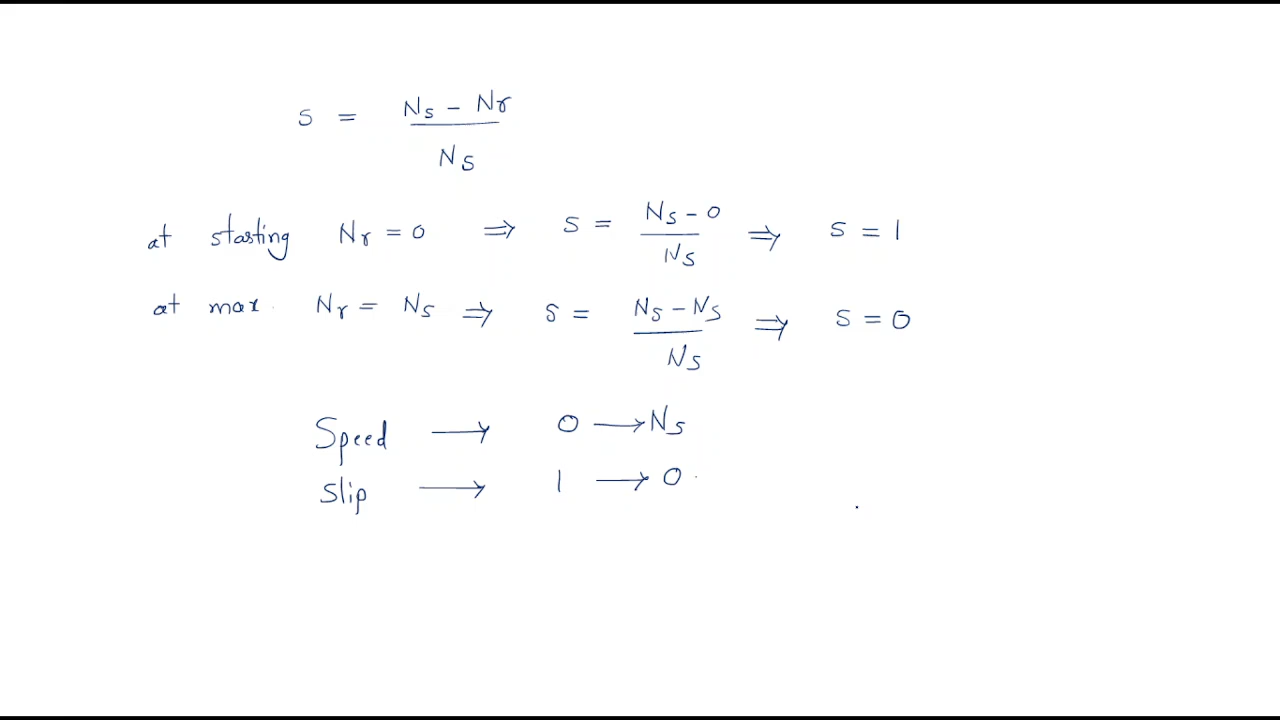 s = (Ns - Nr) / Ns
at starting Nr = 0 ⇒ s = (Ns - 0) / Ns ⇒ s = 1
at max. Nr = Ns ⇒ s = (Ns - Ns) / Ns ⇒ s = 0
Speed ⟶ 0 ⟶ Ns
Slip ⟶ 1 ⟶ 0